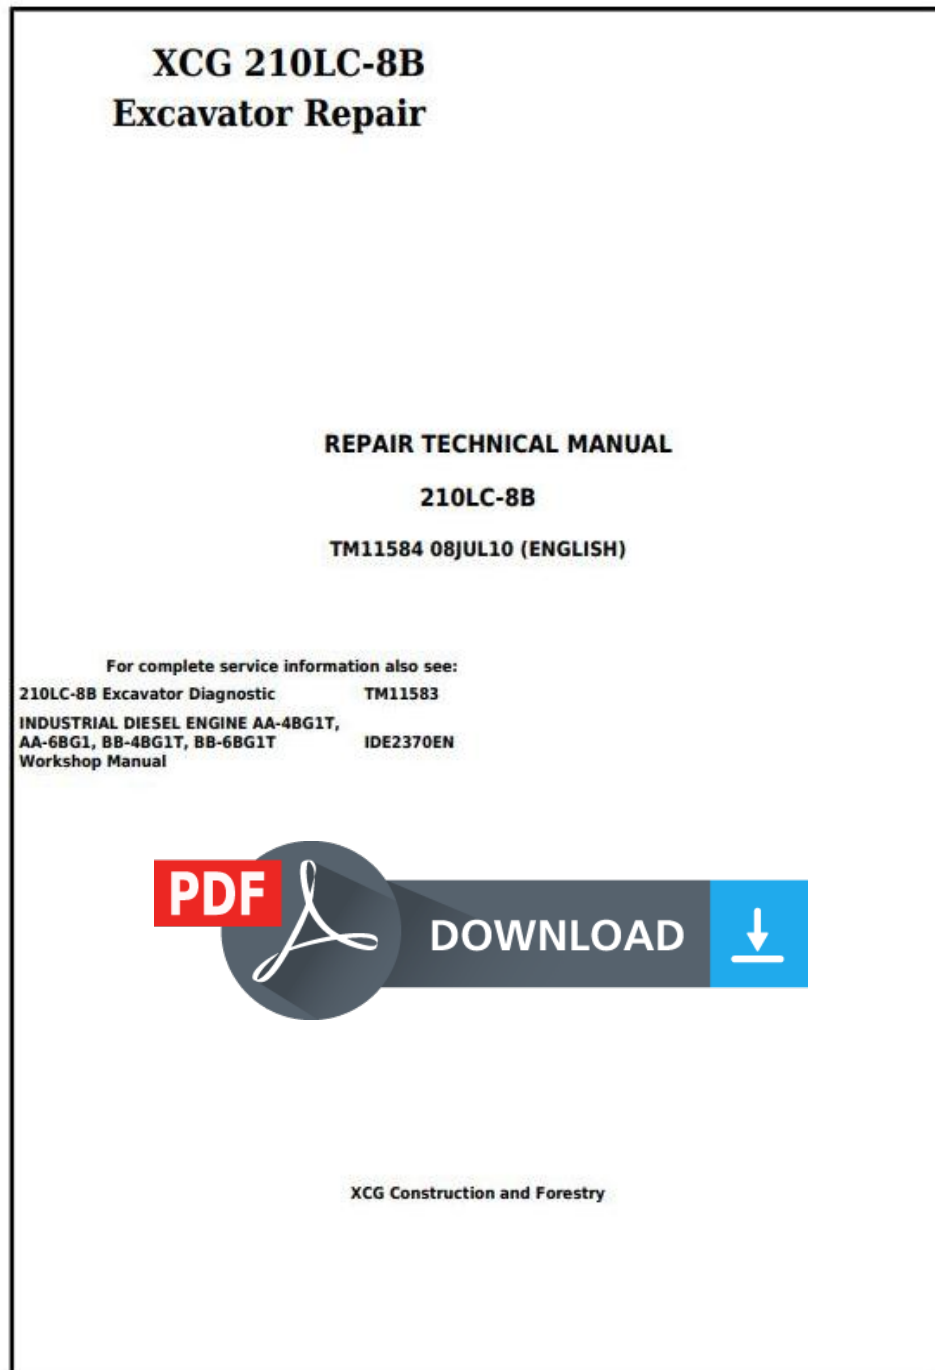 XCG 210LC-8B
Excavator Repair
REPAIR TECHNICAL MANUAL
210LC-8B
TM11584 08JUL10 (ENGLISH)
For complete service information also see:
210LC-8B Excavator Diagnostic TM11583
INDUSTRIAL DIESEL ENGINE AA-4BG1T,
AA-6BG1, BB-4BG1T, BB-6BG1T IDE2370EN
Workshop Manual
PDF
DOWNLOAD
XCG Construction and Forestry